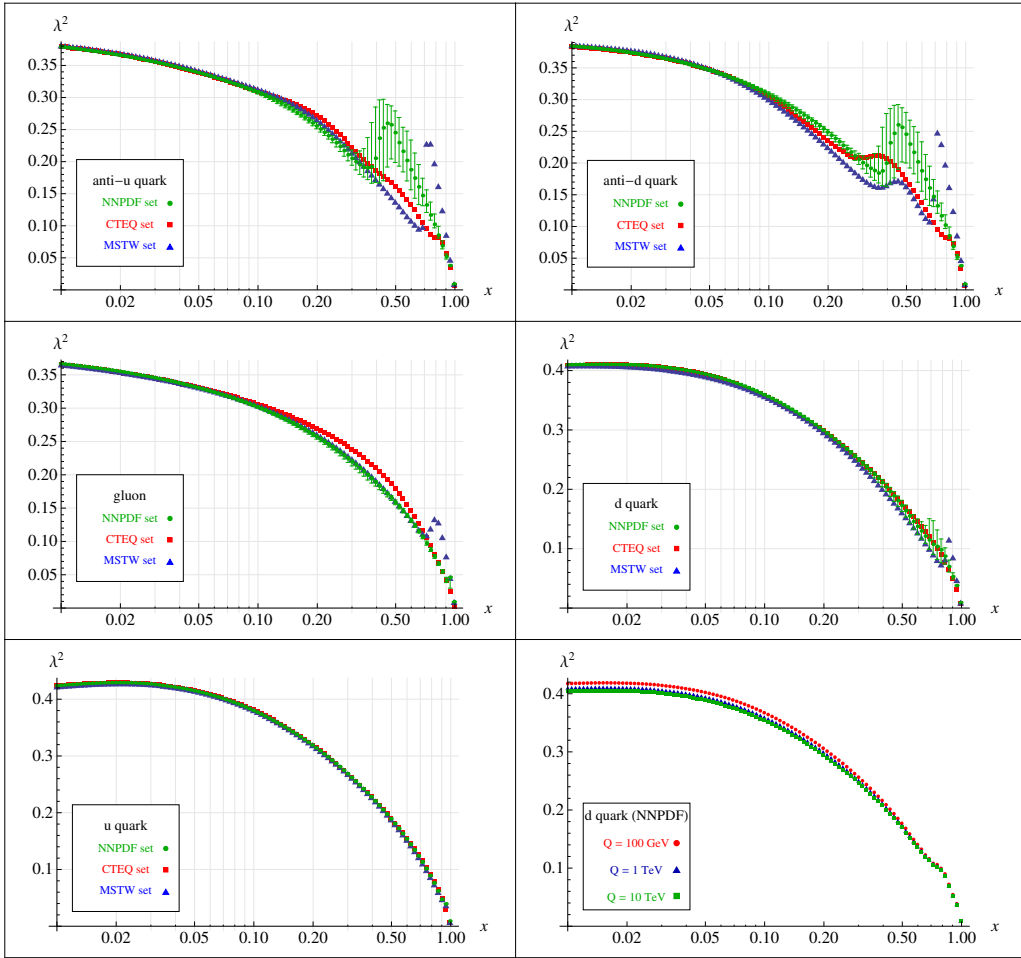 λ²
0.35
0.30
0.25
0.20
0.15
0.10
0.05
anti-u quark
NNPDF set
CTEQ set
MSTW set
0.02 0.05 0.10 0.20 0.50 1.00 x
λ²
0.35
0.30
0.25
0.20
0.15
0.10
0.05
anti-d quark
NNPDF set
CTEQ set
MSTW set
0.02 0.05 0.10 0.20 0.50 1.00 x
λ²
0.35
0.30
0.25
0.20
0.15
0.10
0.05
gluon
NNPDF set
CTEQ set
MSTW set
0.02 0.05 0.10 0.20 0.50 1.00 x
λ²
0.4
0.3
0.2
0.1
d quark
NNPDF set
CTEQ set
MSTW set
0.02 0.05 0.10 0.20 0.50 1.00 x
λ²
0.4
0.3
0.2
0.1
u quark
NNPDF set
CTEQ set
MSTW set
0.02 0.05 0.10 0.20 0.50 1.00 x
λ²
0.4
0.3
0.2
0.1
d quark (NNPDF)
Q = 100 GeV
Q = 1 TeV
Q = 10 TeV
0.02 0.05 0.10 0.20 0.50 1.00 x